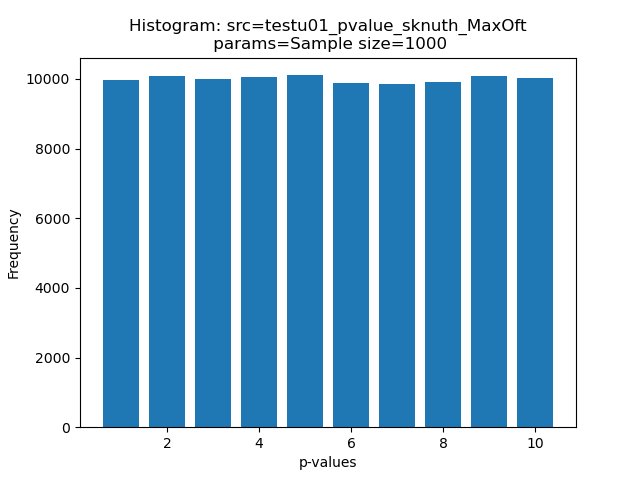 Histogram: src=testu01_pvalue_sknuth_MaxOft
params=Sample size=1000
10000
8000
6000
4000
2000
0
Frequency
2 4 6 8 10
p-values